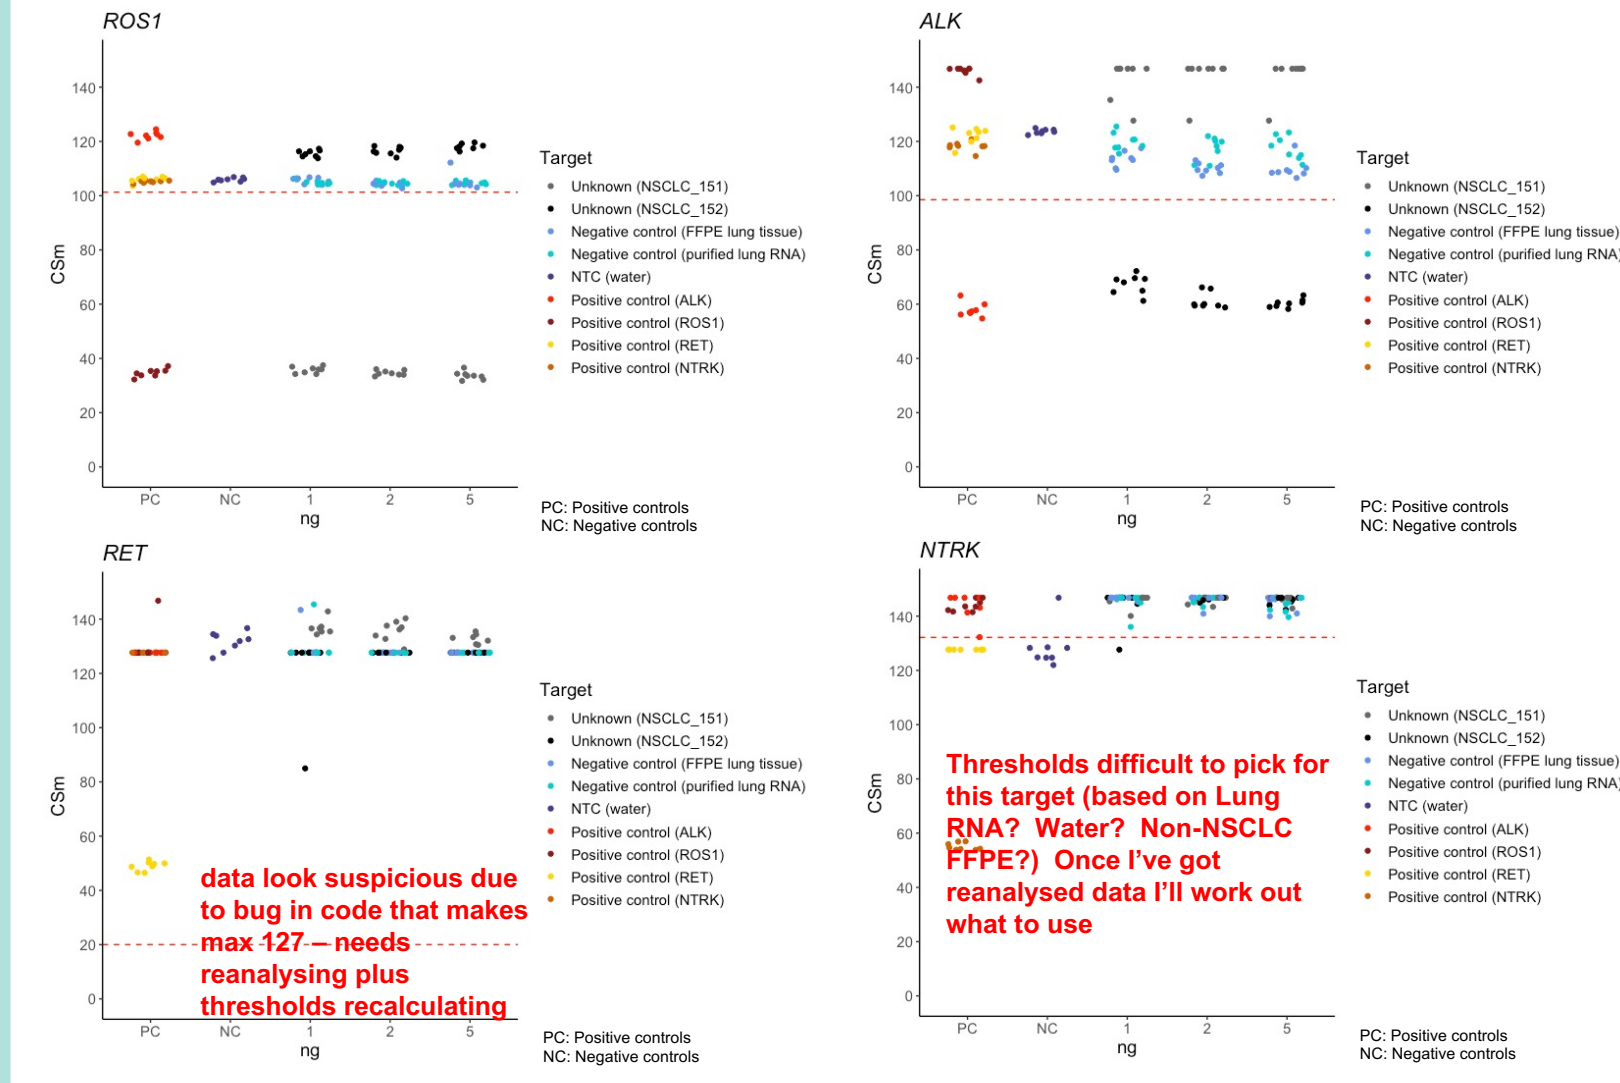 ROS1
140
120
100
80
60
40
20
0
CSm
PC NC 1 2 5
ng
Target
Unknown (NSCLC_151)
Unknown (NSCLC_152)
Negative control (FFPE lung tissue)
Negative control (purified lung RNA)
NTC (water)
Positive control (ALK)
Positive control (ROS1)
Positive control (RET)
Positive control (NTRK)
PC: Positive controls
NC: Negative controls
ALK
140
120
100
80
60
40
20
0
CSm
PC NC 1 2 5
ng
Target
Unknown (NSCLC_151)
Unknown (NSCLC_152)
Negative control (FFPE lung tissue)
Negative control (purified lung RNA)
NTC (water)
Positive control (ALK)
Positive control (ROS1)
Positive control (RET)
Positive control (NTRK)
PC: Positive controls
NC: Negative controls
RET
140
120
100
80
60
40
20
0
CSm
PC NC 1 2 5
ng
data look suspicious due
to bug in code that makes
max 127 – needs
reanalysing plus
thresholds recalculating
Target
Unknown (NSCLC_151)
Unknown (NSCLC_152)
Negative control (FFPE lung tissue)
Negative control (purified lung RNA)
NTC (water)
Positive control (ALK)
Positive control (ROS1)
Positive control (RET)
Positive control (NTRK)
PC: Positive controls
NC: Negative controls
NTRK
140
120
100
80
60
40
20
0
CSm
PC NC 1 2 5
ng
Thresholds difficult to pick for
this target (based on Lung
RNA? Water? Non-NSCLC
FFPE?) Once I’ve got
reanalysed data I’ll work out
what to use
Target
Unknown (NSCLC_151)
Unknown (NSCLC_152)
Negative control (FFPE lung tissue)
Negative control (purified lung RNA)
NTC (water)
Positive control (ALK)
Positive control (ROS1)
Positive control (RET)
Positive control (NTRK)
PC: Positive controls
NC: Negative controls